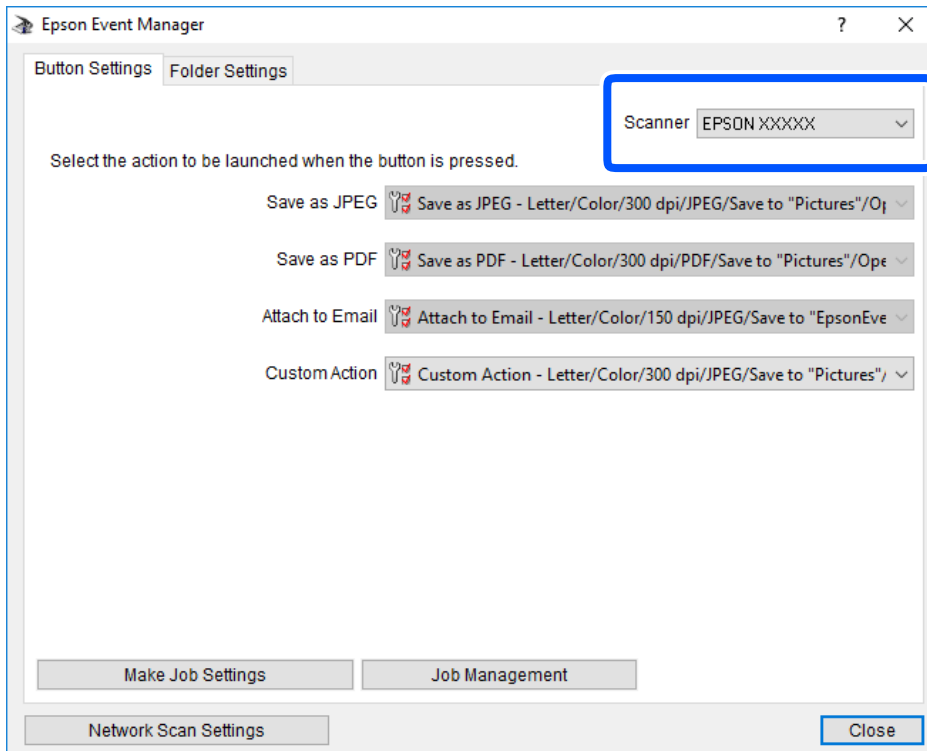 Epson Event Manager
Button Settings Folder Settings
Scanner EPSON XXXXX
Select the action to be launched when the button is pressed.
Save as JPEG Save as JPEG - Letter/Color/300 dpi/JPEG/Save to "Pictures"/Op
Save as PDF Save as PDF - Letter/Color/300 dpi/PDF/Save to "Pictures"/Ope
Attach to Email Attach to Email - Letter/Color/150 dpi/JPEG/Save to "EpsonEve
Custom Action Custom Action - Letter/Color/300 dpi/JPEG/Save to "Pictures"/
Make Job Settings Job Management
Network Scan Settings Close